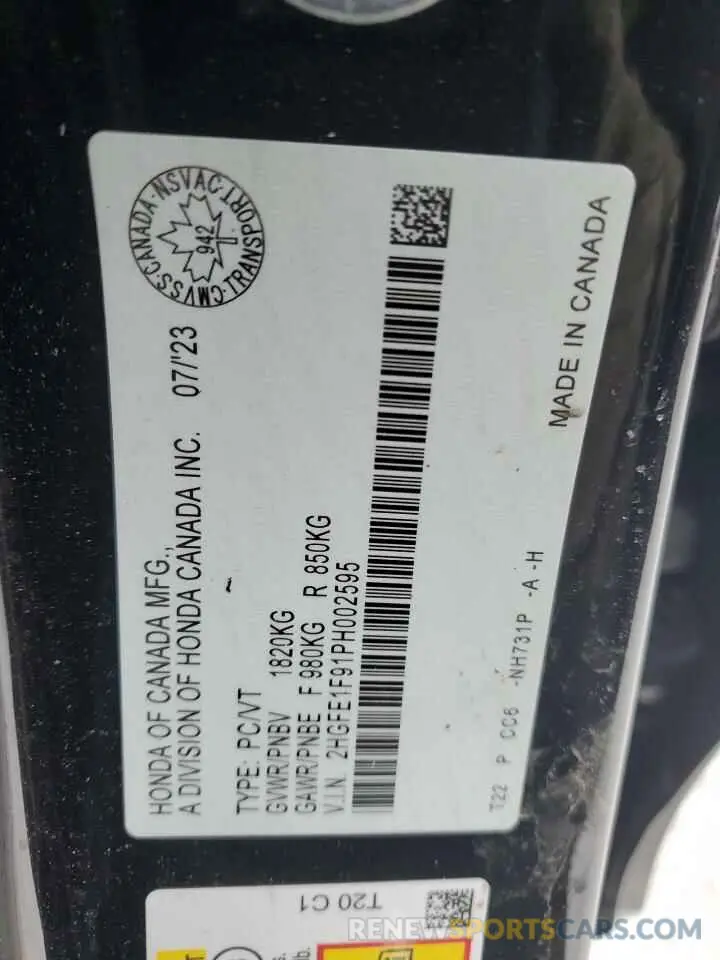 HONDA OF CANADA MFG.,
A DIVISION OF HONDA CANADA INC. 07/'23
CMVSS·CANADA·NSVAC·TRANSPORT·
942
TYPE: PC/VT
GVWR/PNBV 1820KG
GAWR/PNBE F 980KG R 850KG
V.I.N. 2HGFE1F91PH002595
T22 P CC6 -NH731P -A -H
MADE IN CANADA
T20 C1
RENEWSPORTSCARS.COM